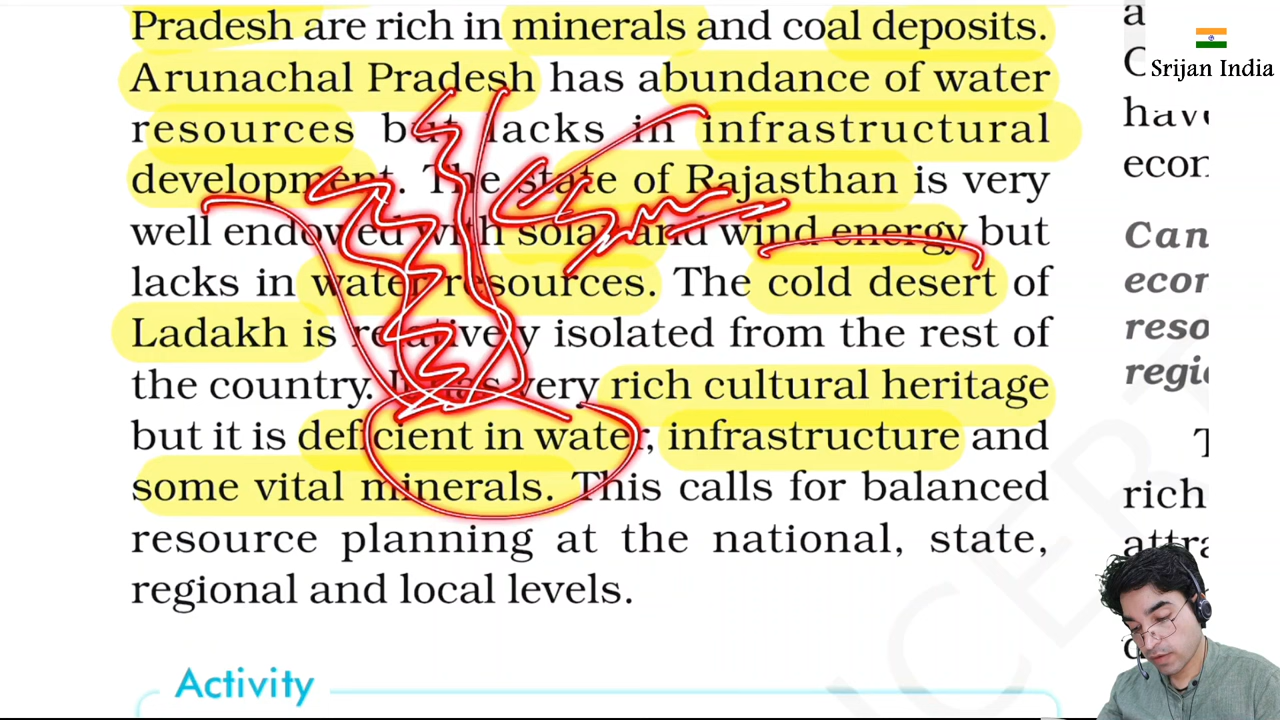 Pradesh are rich in minerals and coal deposits.
Arunachal Pradesh has abundance of water
resources but lacks in infrastructural
development. The state of Rajasthan is very
well endowed with solar and wind energy but
lacks in water resources. The cold desert of
Ladakh is relatively isolated from the rest of
the country. It has very rich cultural heritage
but it is deficient in water, infrastructure and
some vital minerals. This calls for balanced
resource planning at the national, state,
regional and local levels.
Activity
Srijan India
a
C
have
econ
Can
econ
reso
regi
T
rich
attra
NCERT